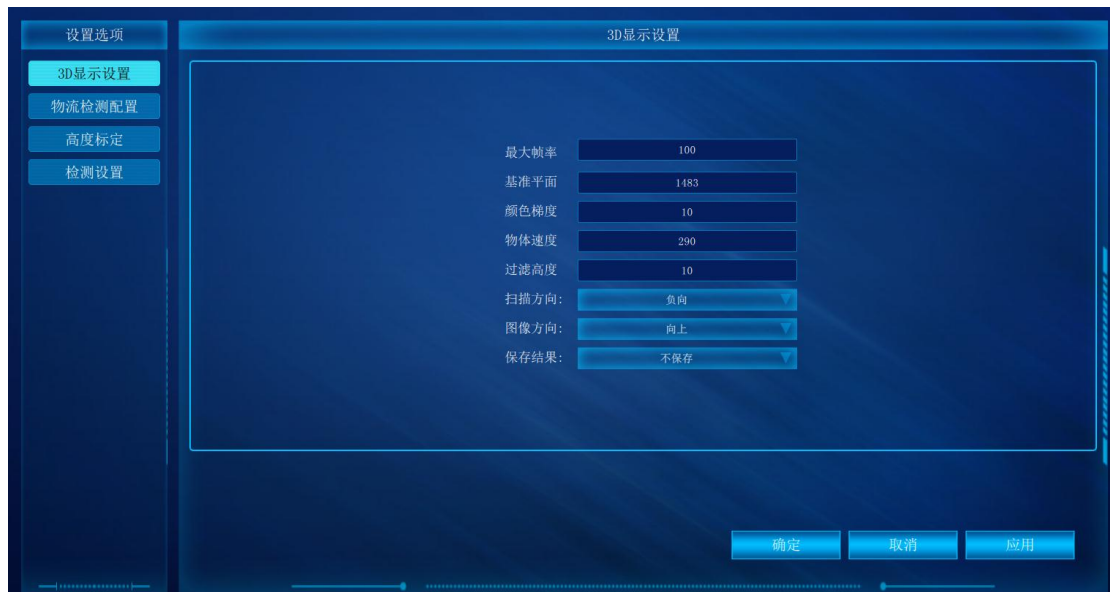 设置选项
3D显示设置
3D显示设置
物流检测配置
高度标定
检测设置
最大帧率 100
基准平面 1483
颜色梯度 10
物体速度 290
过滤高度 10
扫描方向: 负向
图像方向: 向上
保存结果: 不保存
确定 取消 应用